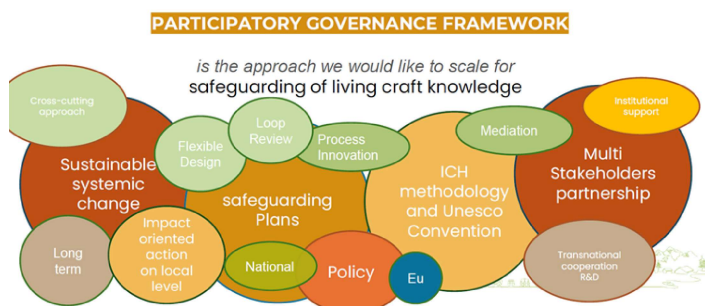 PARTICIPATORY GOVERNANCE FRAMEWORK
is the approach we would like to scale for
safeguarding of living craft knowledge
Cross-cutting
approach
Sustainable
systemic
change
Long
term
Impact
oriented
action
on local
level
Flexible
Design
Loop
Review
Process
Innovation
safeguarding
Plans
National
Policy
Eu
ICH
methodology
and Unesco
Convention
Mediation
Institutional
support
Multi
Stakeholders
partnership
Transnational
cooperation
R&D